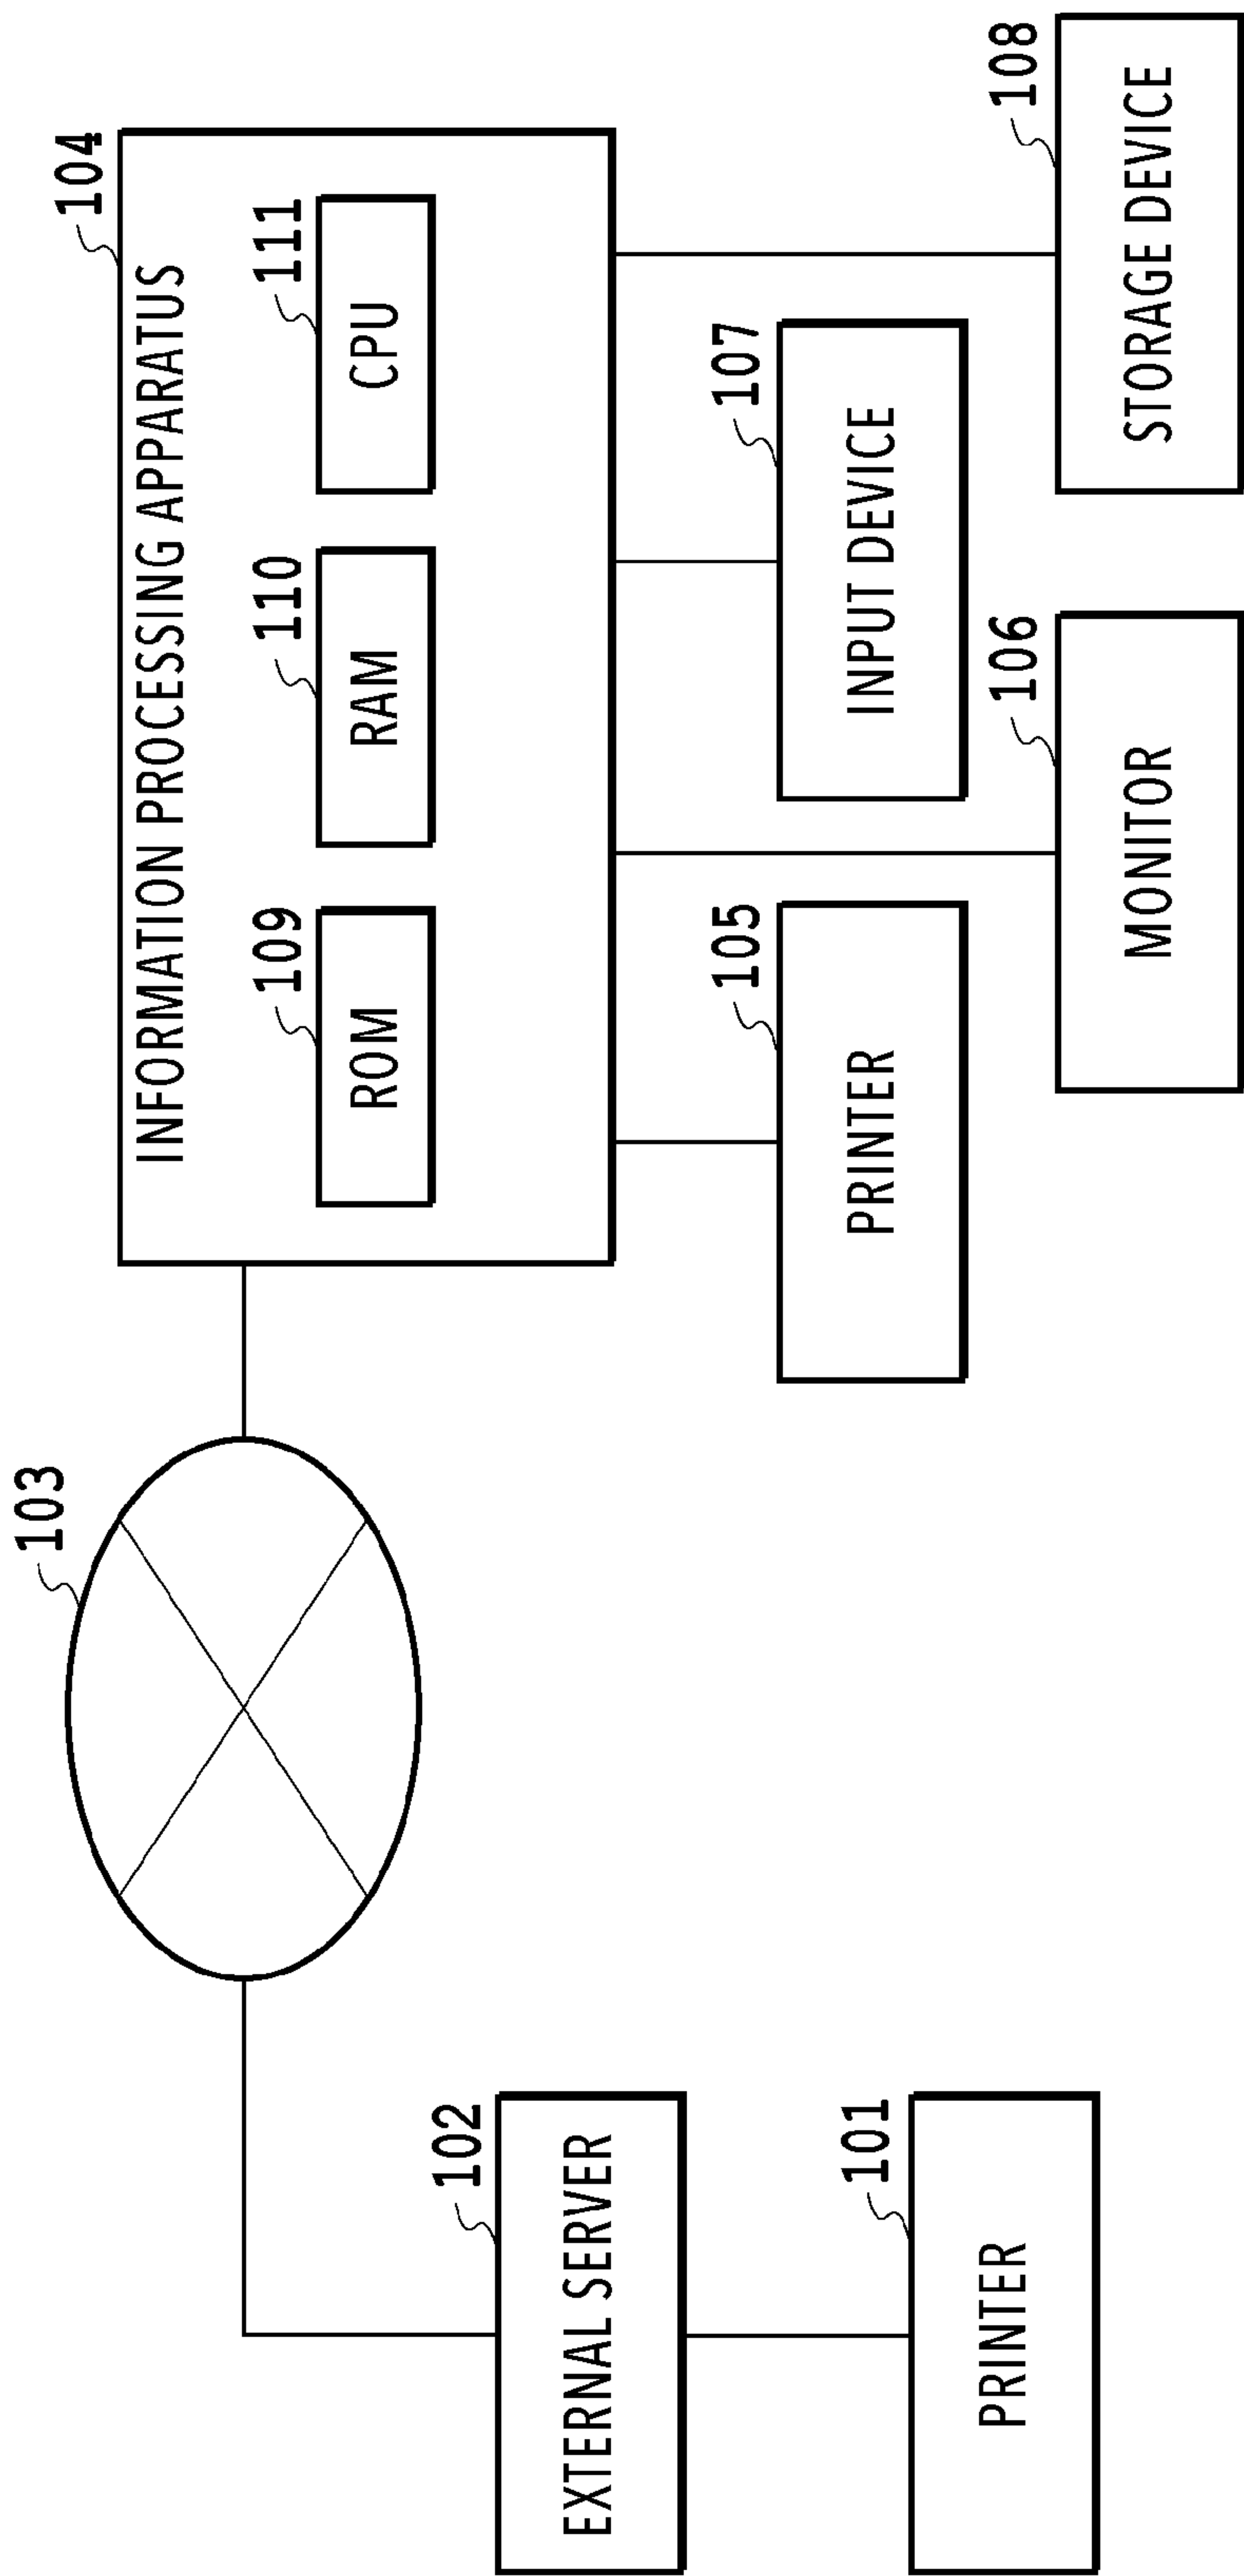 103
104
INFORMATION PROCESSING APPARATUS
109
110
111
ROM
RAM
CPU
102
EXTERNAL SERVER
105
107
PRINTER
INPUT DEVICE
101
PRINTER
106
108
MONITOR
STORAGE DEVICE